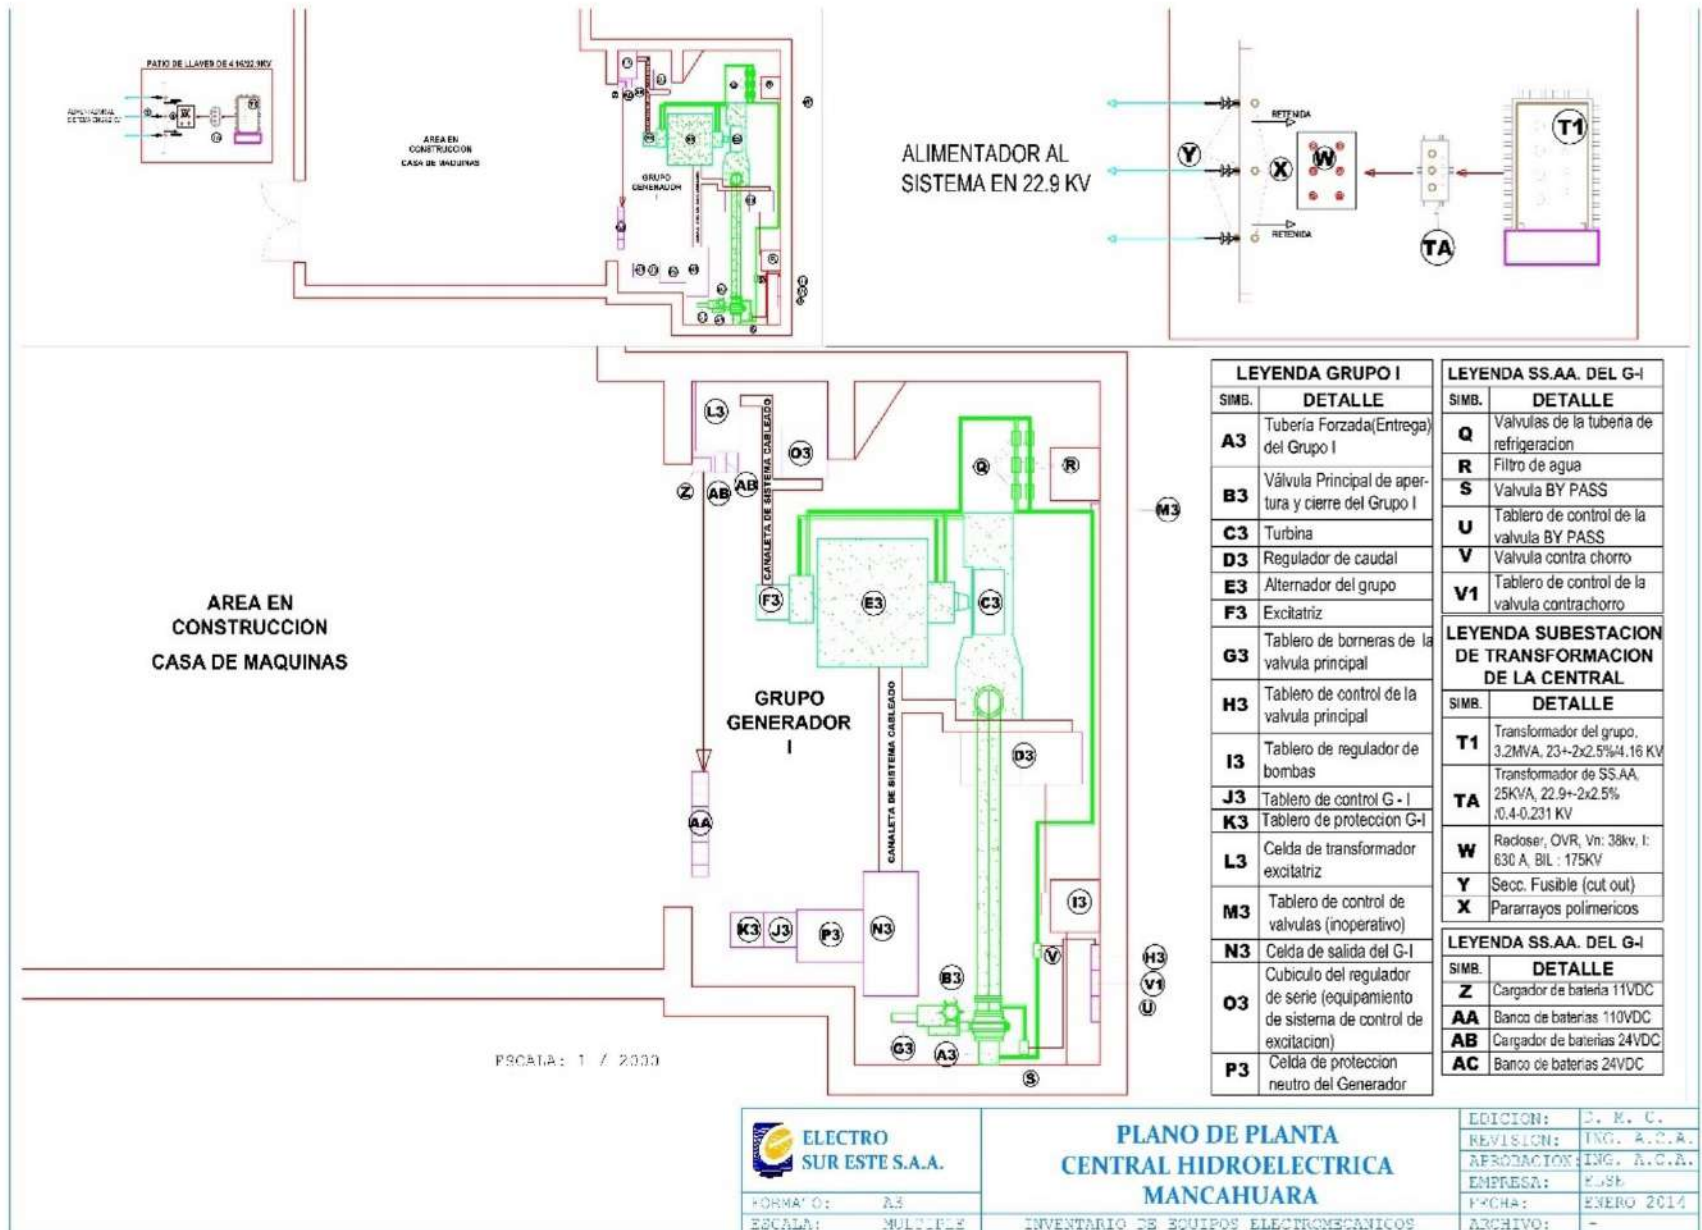 PATIO DE LLAVES DE 4.16/22.9KV
AREA EN
CONSTRUCCION
CASA DE MAQUINAS
GRUPO
GENERADOR
I
ALIMENTADOR AL
SISTEMA EN 22.9 KV
RETENIDA
Y
X
W
RETENIDA
TA
T1
AREA EN
CONSTRUCCION
CASA DE MAQUINAS
GRUPO
GENERADOR
I
CANALETA DE SISTEMA CABLEADO
CANALETA DE SISTEMA CABLEADO
L3
O3
Z
AB
AB
Q
R
M3
F3
E3
C3
D3
AA
K3
J3
P3
N3
I3
V
H3
V1
U
B3
G3
A3
S
ESCALA: 1 / 2000
LEYENDA GRUPO I
SIMB. DETALLE
A3 Tubería Forzada(Entrega)
del Grupo I
B3 Válvula Principal de aper-
tura y cierre del Grupo I
C3 Turbina
D3 Regulador de caudal
E3 Alternador del grupo
F3 Excitatriz
G3 Tablero de borneras de la
valvula principal
H3 Tablero de control de la
valvula principal
I3 Tablero de regulador de
bombas
J3 Tablero de control G - I
K3 Tablero de proteccion G-I
L3 Celda de transformador
excitatriz
M3 Tablero de control de
valvulas (inoperativo)
N3 Celda de salida del G-I
O3 Cubiculo del regulador
de serie (equipamiento
de sistema de control de
excitacion)
P3 Celda de proteccion
neutro del Generador
LEYENDA SS.AA. DEL G-I
SIMB. DETALLE
Q Valvulas de la tuberia de
refrigeracion
R Filtro de agua
S Valvula BY PASS
U Tablero de control de la
valvula BY PASS
V Valvula contra chorro
V1 Tablero de control de la
valvula contrachorro
LEYENDA SUBESTACION
DE TRANSFORMACION
DE LA CENTRAL
SIMB. DETALLE
T1 Transformador del grupo,
3.2MVA, 23+-2x2.5%/4.16 KV
TA Transformador de SS.AA,
25KVA, 22.9+-2x2.5%
/0.4-0.231 KV
W Recloser, OVR, Vn: 38kv, I:
630 A, BIL : 175KV
Y Secc. Fusible (cut out)
X Pararrayos polimericos
LEYENDA SS.AA. DEL G-I
SIMB. DETALLE
Z Cargador de bateria 11VDC
AA Banco de baterias 110VDC
AB Cargador de baterias 24VDC
AC Banco de baterias 24VDC
ELECTRO
SUR ESTE S.A.A.
FORMATO: A3
ESCALA: MULTIPLE
PLANO DE PLANTA
CENTRAL HIDROELECTRICA
MANCAHUARA
INVENTARIO DE EQUIPOS ELECTROMECANICOS
EDICION:
REVISION: ING. A.C.A.
APROBACION: ING. A.C.A.
EMPRESA: ELSE
FECHA: ENERO 2014
ARCHIVO: -